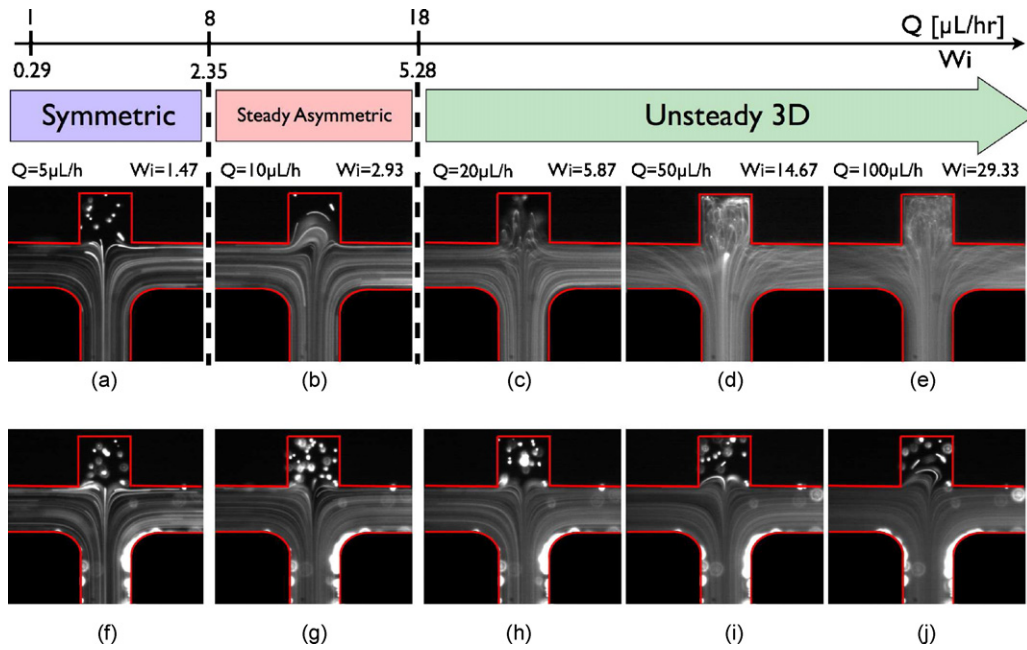 1 8 18 Q [µL/hr]
0.29 2.35 5.28 Wi
Symmetric Steady Asymmetric Unsteady 3D
Q=5µL/h Wi=1.47 Q=10µL/h Wi=2.93 Q=20µL/h Wi=5.87 Q=50µL/h Wi=14.67 Q=100µL/h Wi=29.33
(a) (b) (c) (d) (e)
(f) (g) (h) (i) (j)